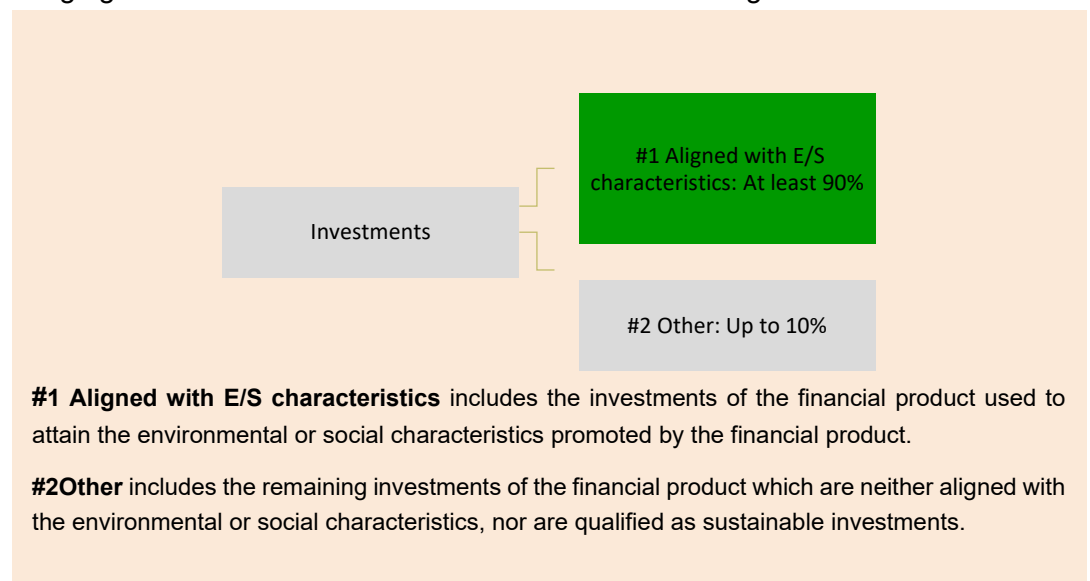 #1 Aligned with E/S
characteristics: At least 90%
Investments
#2 Other: Up to 10%
#1 Aligned with E/S characteristics includes the investments of the financial product used to
attain the environmental or social characteristics promoted by the financial product.
#2Other includes the remaining investments of the financial product which are neither aligned with
the environmental or social characteristics, nor are qualified as sustainable investments.